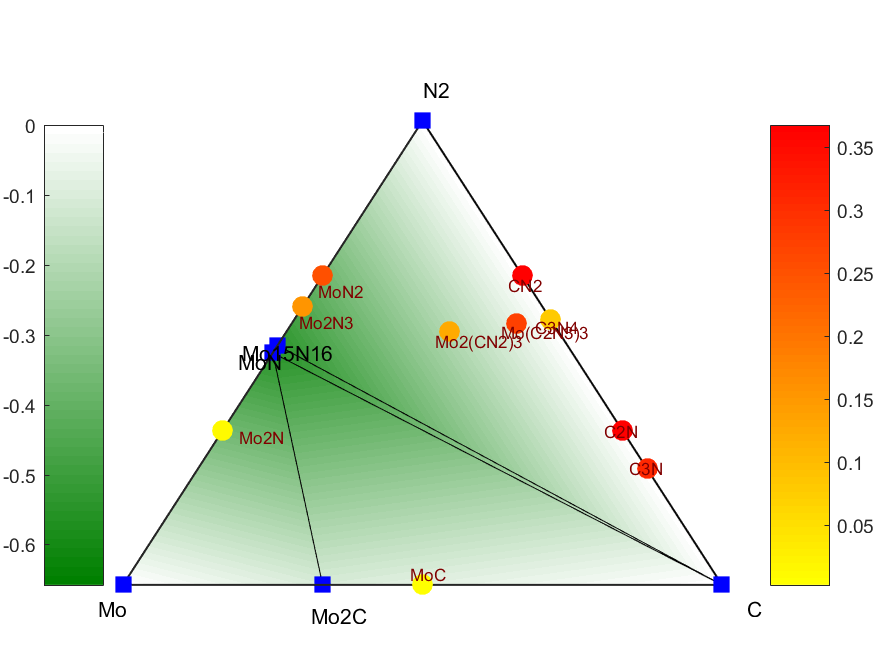 N2
0
-0.1
-0.2
-0.3
-0.4
-0.5
-0.6
0.35
0.3
0.25
0.2
0.15
0.1
0.05
MoN2
CN2
Mo2N3
C3N4
Mo(C2N3)3
Mo2(CN2)3
Mo15N16
MoN
Mo2N
C2N
C3N
MoC
Mo
Mo2C
C